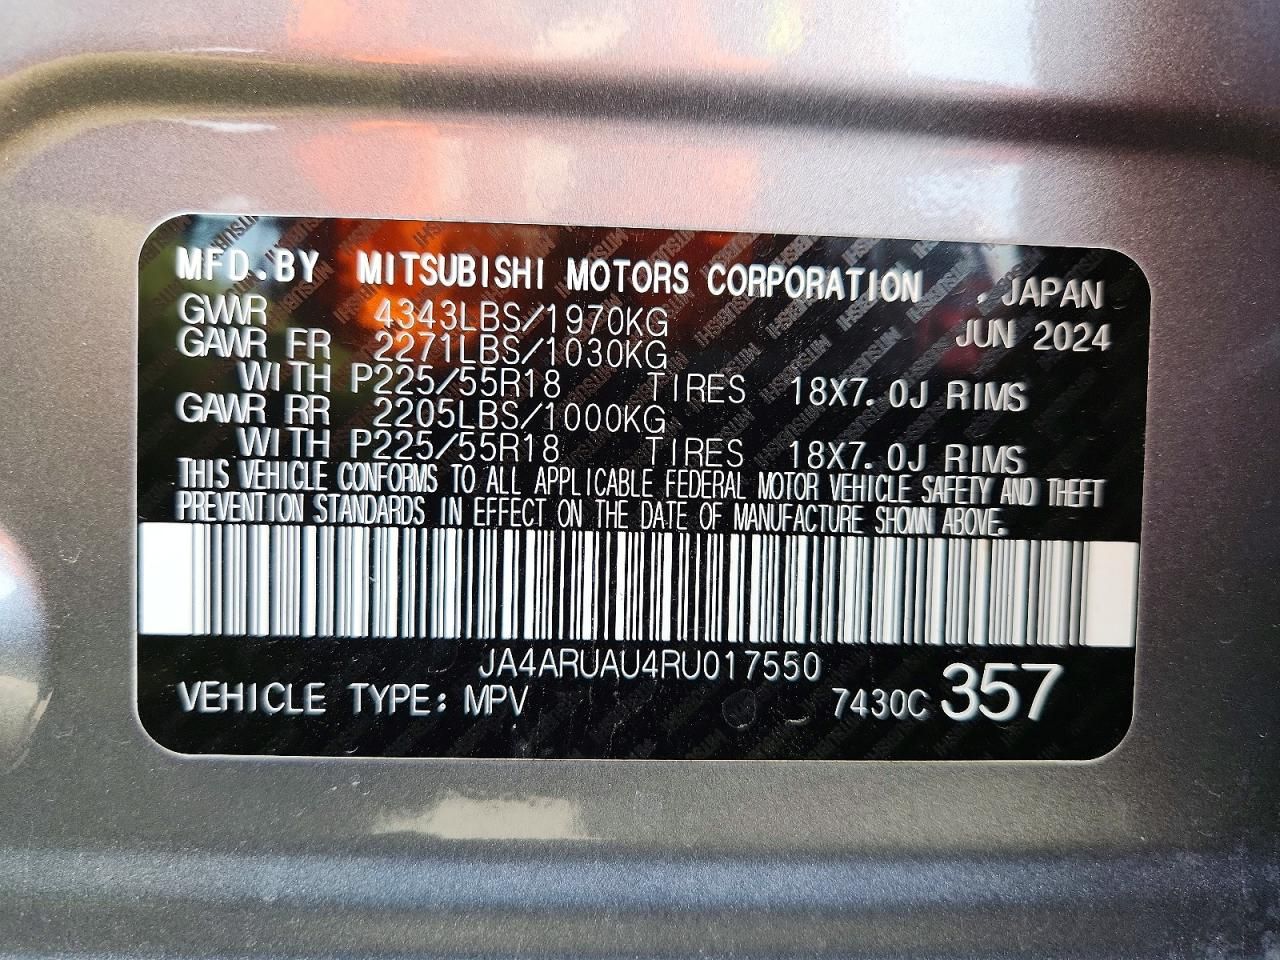 MFD.BY MITSUBISHI MOTORS CORPORATION , JAPAN
GVWR 4343LBS/1970KG JUN 2024
GAWR FR 2271LBS/1030KG
WITH P225/55R18 TIRES 18X7.0J RIMS
GAWR RR 2205LBS/1000KG
WITH P225/55R18 TIRES 18X7.0J RIMS
THIS VEHICLE CONFORMS TO ALL APPLICABLE FEDERAL MOTOR VEHICLE SAFETY AND THEFT
PREVENTION STANDARDS IN EFFECT ON THE DATE OF MANUFACTURE SHOWN ABOVE.
JA4ARUAU4RU017550
VEHICLE TYPE: MPV 7430C 357